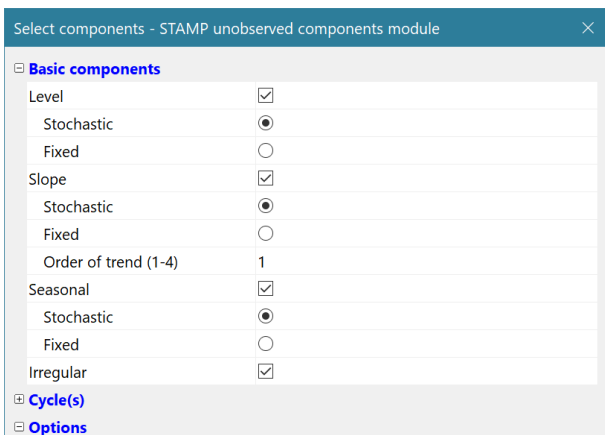 Select components - STAMP unobserved components module
Basic components
Level
Stochastic
Fixed
Slope
Stochastic
Fixed
Order of trend (1-4) 1
Seasonal
Stochastic
Fixed
Irregular
Cycle(s)
Options